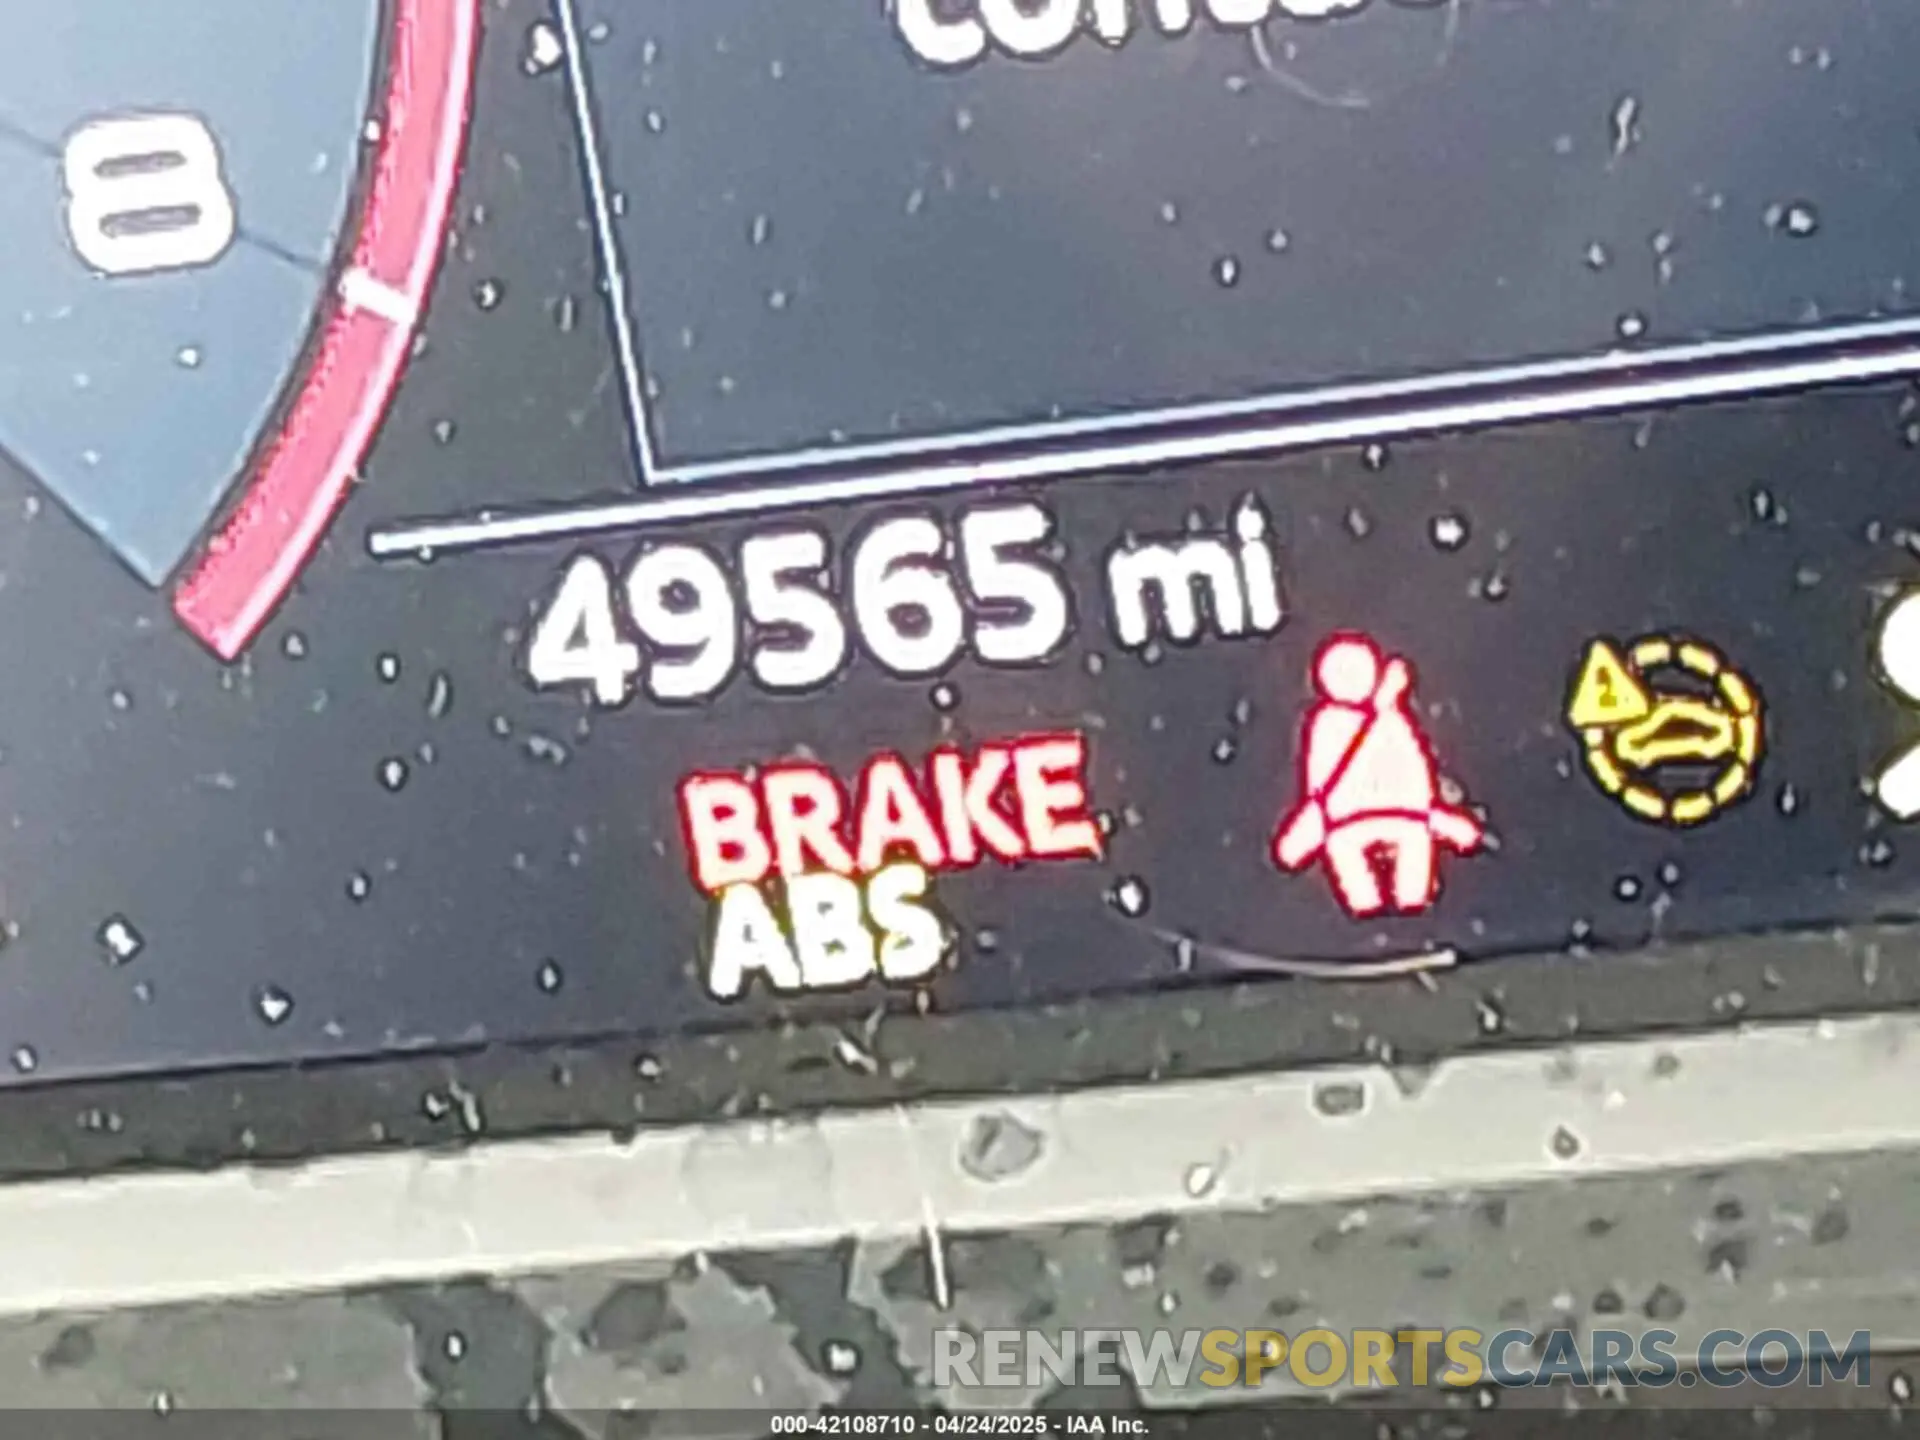 8
49565 mi
BRAKE
ABS
RENEWSPORTSCARS.COM
000-42108710 - 04/24/2025 - IAA Inc.